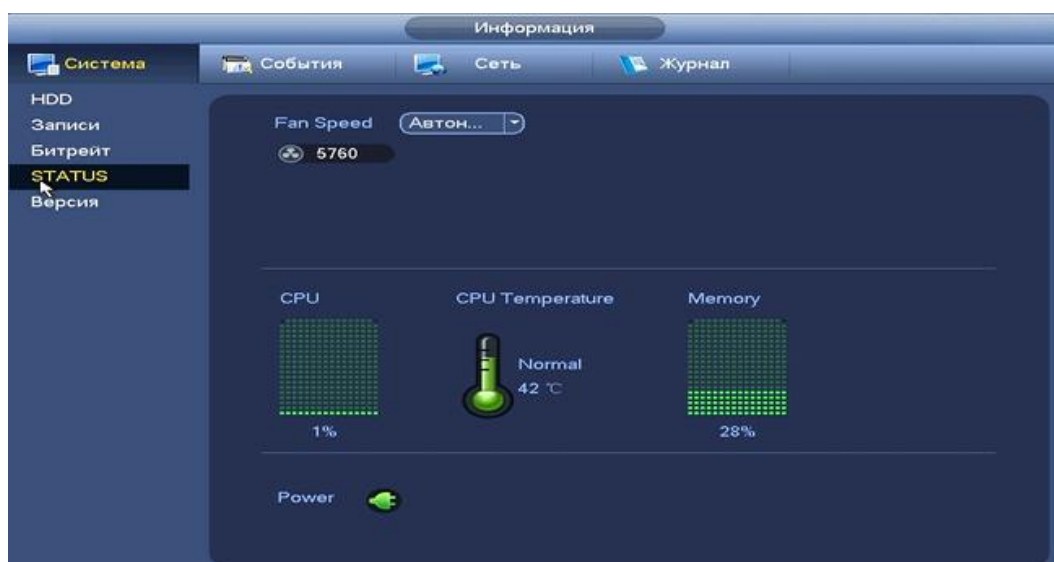 Информация
Система События Сеть Журнал
HDD
Записи
Битрейт
STATUS
Версия
Fan Speed Автон...
5760
CPU CPU Temperature Memory
Normal
42 °C
1% 28%
Power